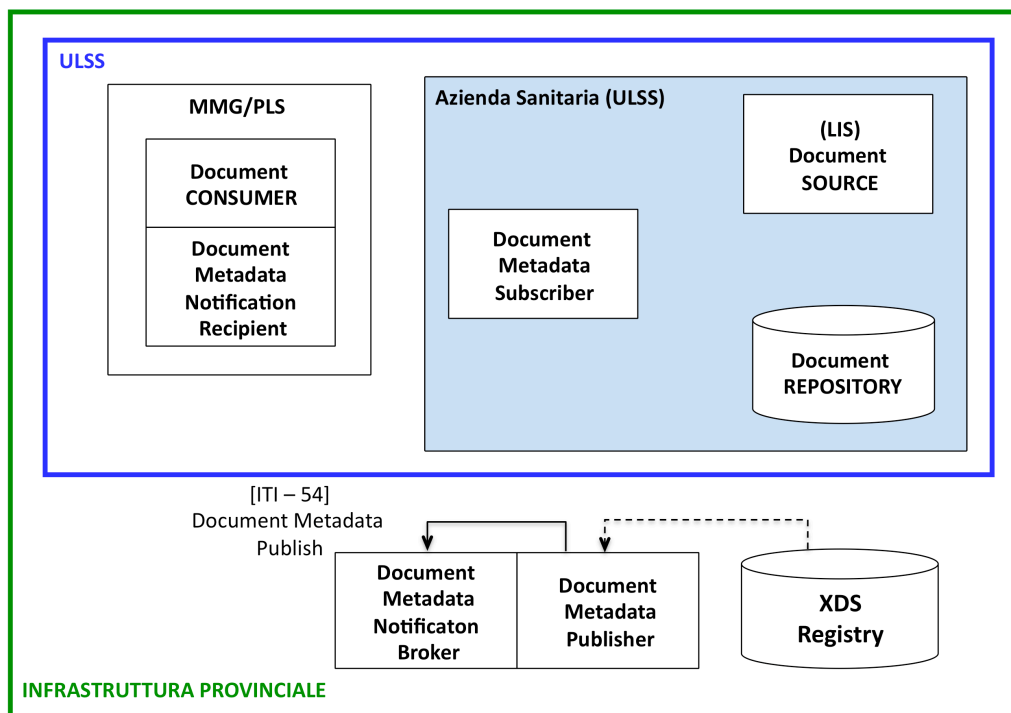 ULSS
MMG/PLS
Document
CONSUMER
Document
Metadata
Notification
Recipient
Azienda Sanitaria (ULSS)
(LIS)
Document
SOURCE
Document
Metadata
Subscriber
Document
REPOSITORY
[ITI – 54]
Document Metadata
Publish
Document
Metadata
Notificaton
Broker
Document
Metadata
Publisher
XDS
Registry
INFRASTRUTTURA PROVINCIALE